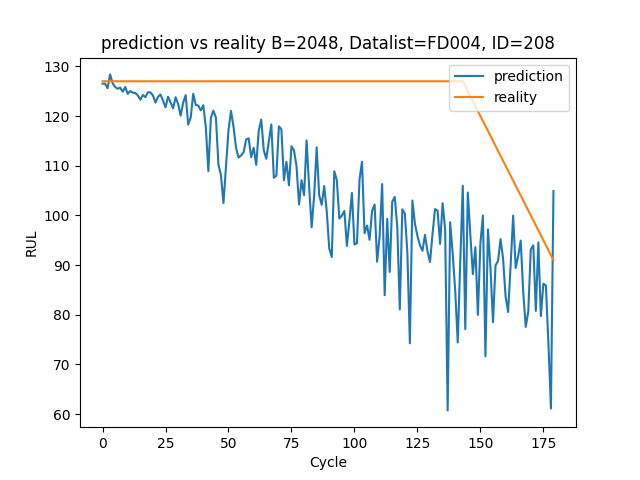 prediction vs reality B=2048, Datalist=FD004, ID=208
prediction
reality
RUL
130
120
110
100
90
80
70
60
0 25 50 75 100 125 150 175
Cycle